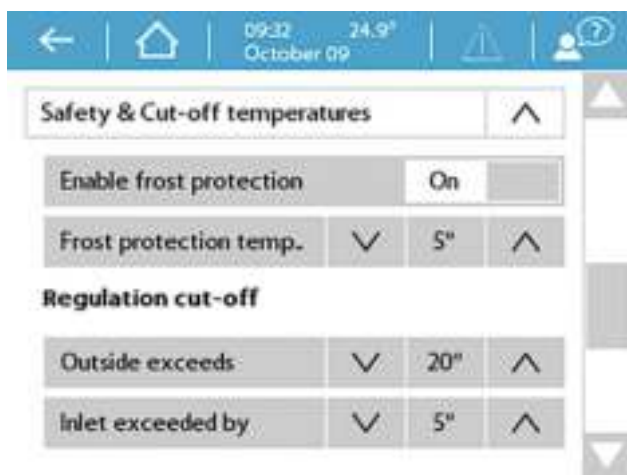 09:32 24.9°
October 09
?
Safety & Cut-off temperatures
Enable frost protection On
Frost protection temp. 5°
Regulation cut-off
Outside exceeds 20°
Inlet exceeded by 5°